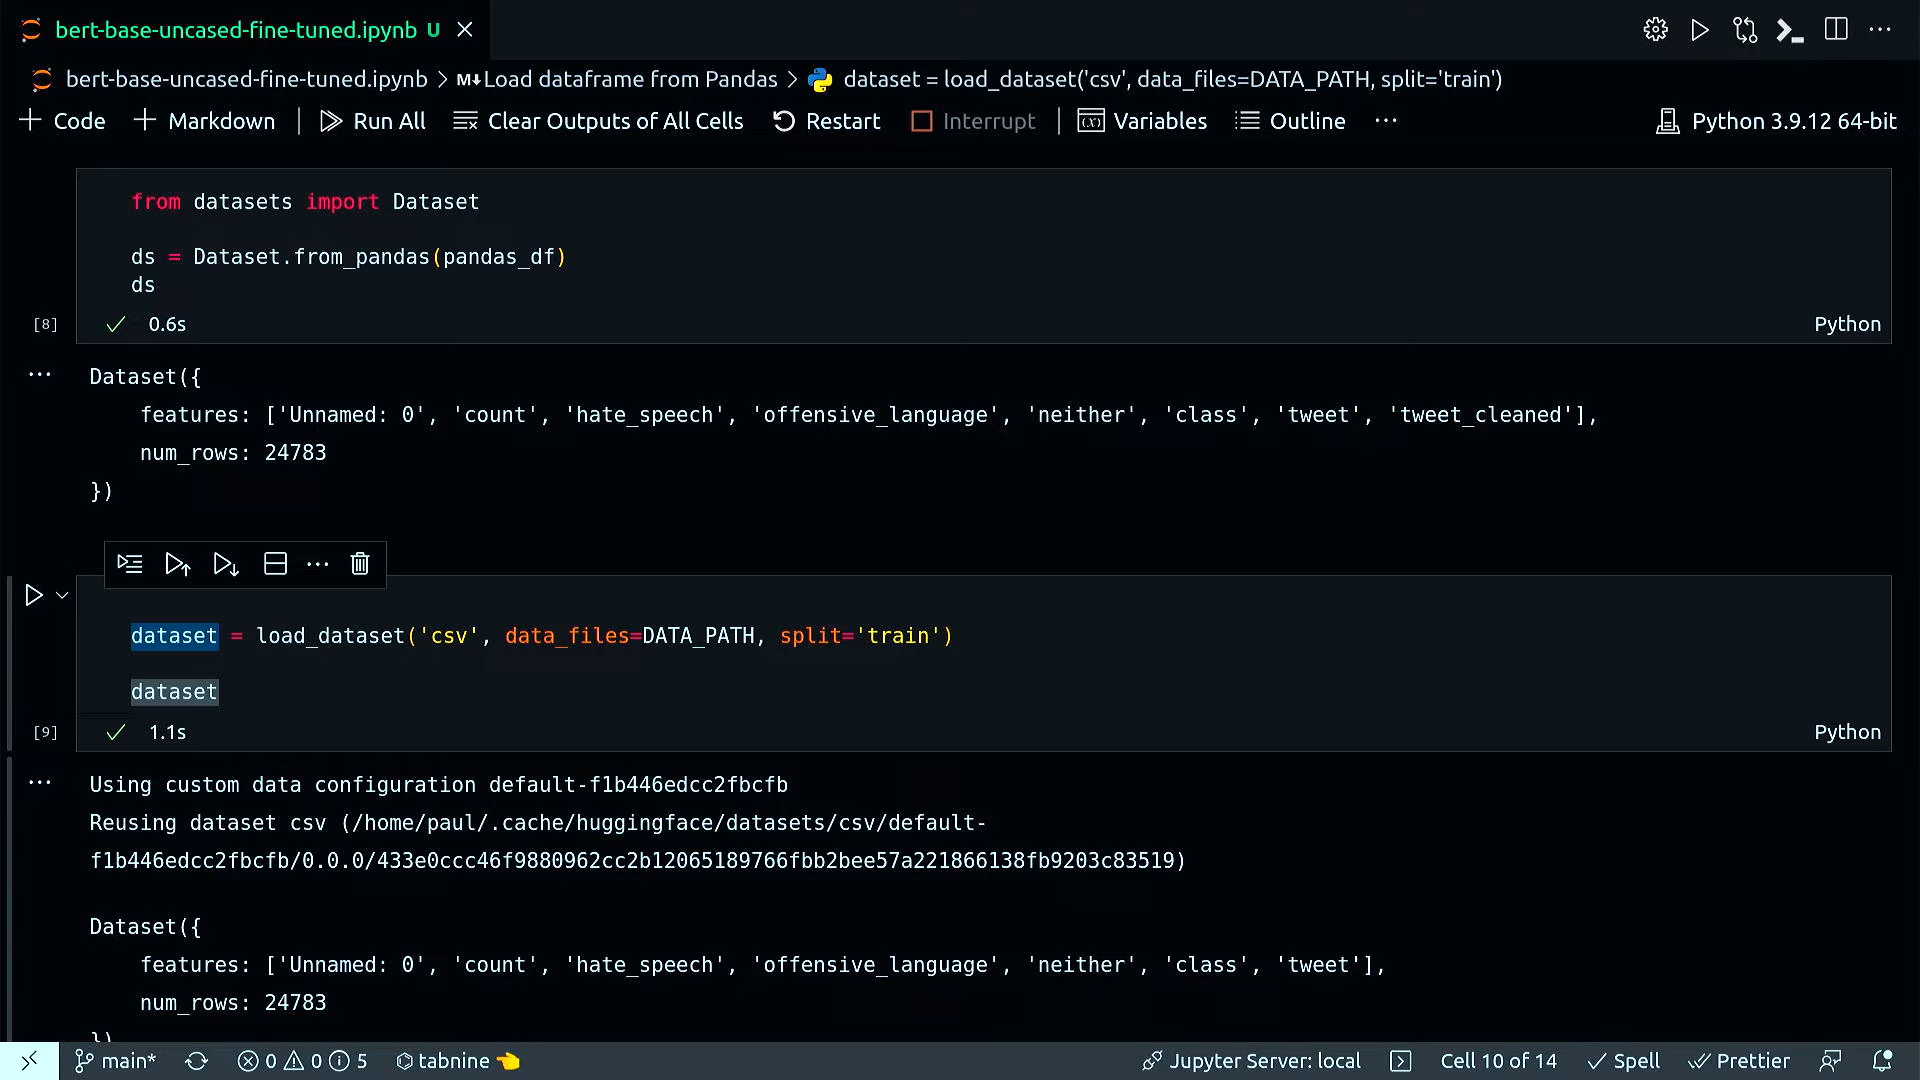 bert-base-uncased-fine-tuned.ipynb U
bert-base-uncased-fine-tuned.ipynb > M↓Load dataframe from Pandas > dataset = load_dataset('csv', data_files=DATA_PATH, split='train')
+ Code + Markdown | Run All Clear Outputs of All Cells Restart Interrupt | Variables Outline ··· Python 3.9.12 64-bit
from datasets import Dataset
ds = Dataset.from_pandas(pandas_df)
ds
[8] 0.6s Python
Dataset({
features: ['Unnamed: 0', 'count', 'hate_speech', 'offensive_language', 'neither', 'class', 'tweet', 'tweet_cleaned'],
num_rows: 24783
})
dataset = load_dataset('csv', data_files=DATA_PATH, split='train')
dataset
[9] 1.1s Python
Using custom data configuration default-f1b446edcc2fbcfb
Reusing dataset csv (/home/paul/.cache/huggingface/datasets/csv/default-
f1b446edcc2fbcfb/0.0.0/433e0ccc46f9880962cc2b12065189766fbb2bee57a221866138fb9203c83519)
Dataset({
features: ['Unnamed: 0', 'count', 'hate_speech', 'offensive_language', 'neither', 'class', 'tweet'],
num_rows: 24783
})
main* 0 0 5 tabnine Jupyter Server: local Cell 10 of 14 Spell Prettier